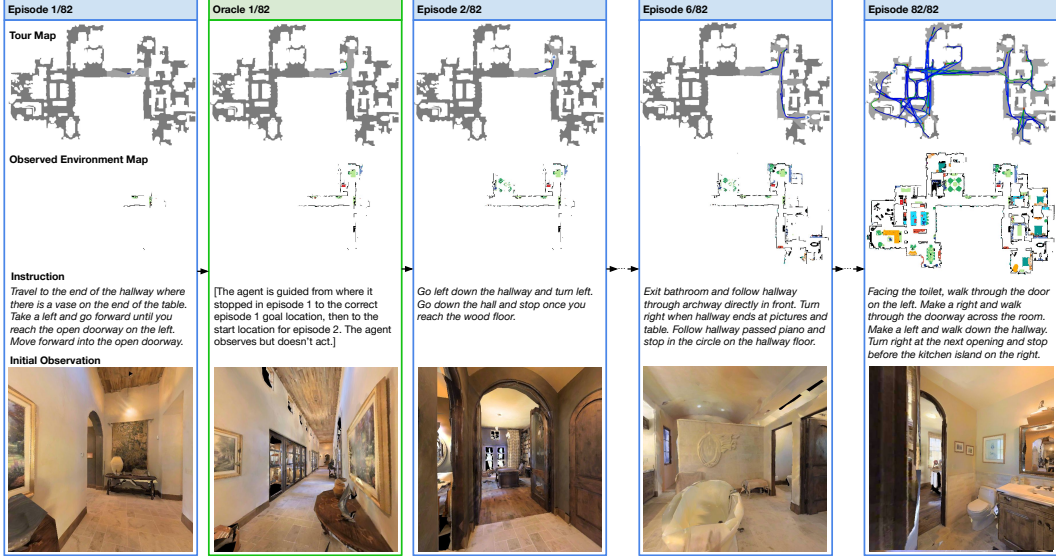 Episode 1/82
Oracle 1/82
Episode 2/82
Episode 6/82
Episode 82/82
Tour Map
Observed Environment Map
Instruction
Travel to the end of the hallway where
there is a vase on the end of the table.
Take a left and go forward until you
reach the open doorway on the left.
Move forward into the open doorway.
[The agent is guided from where it
stopped in episode 1 to the correct
episode 1 goal location, then to the
start location for episode 2. The agent
observes but doesn't act.]
Go left down the hallway and turn left.
Go down the hall and stop once you
reach the wood floor.
Exit bathroom and follow hallway
through archway directly in front. Turn
right when hallway ends at pictures and
table. Follow hallway passed piano and
stop in the circle on the hallway floor.
Facing the toilet, walk through the door
on the left. Make a right and walk
through the doorway across the room.
Make a left and walk down the hallway.
Turn right at the next opening and stop
before the kitchen island on the right.
Initial Observation